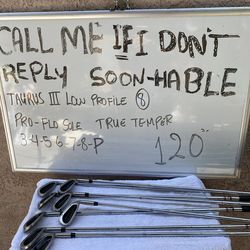 CALL ME IF I DON'T
REPLY SOON-HABLE
TAURUS III LOW PROFILE 8
PRO-FLO SOLE TRUE TEMPER
3-4-5-6-7-8-P
120